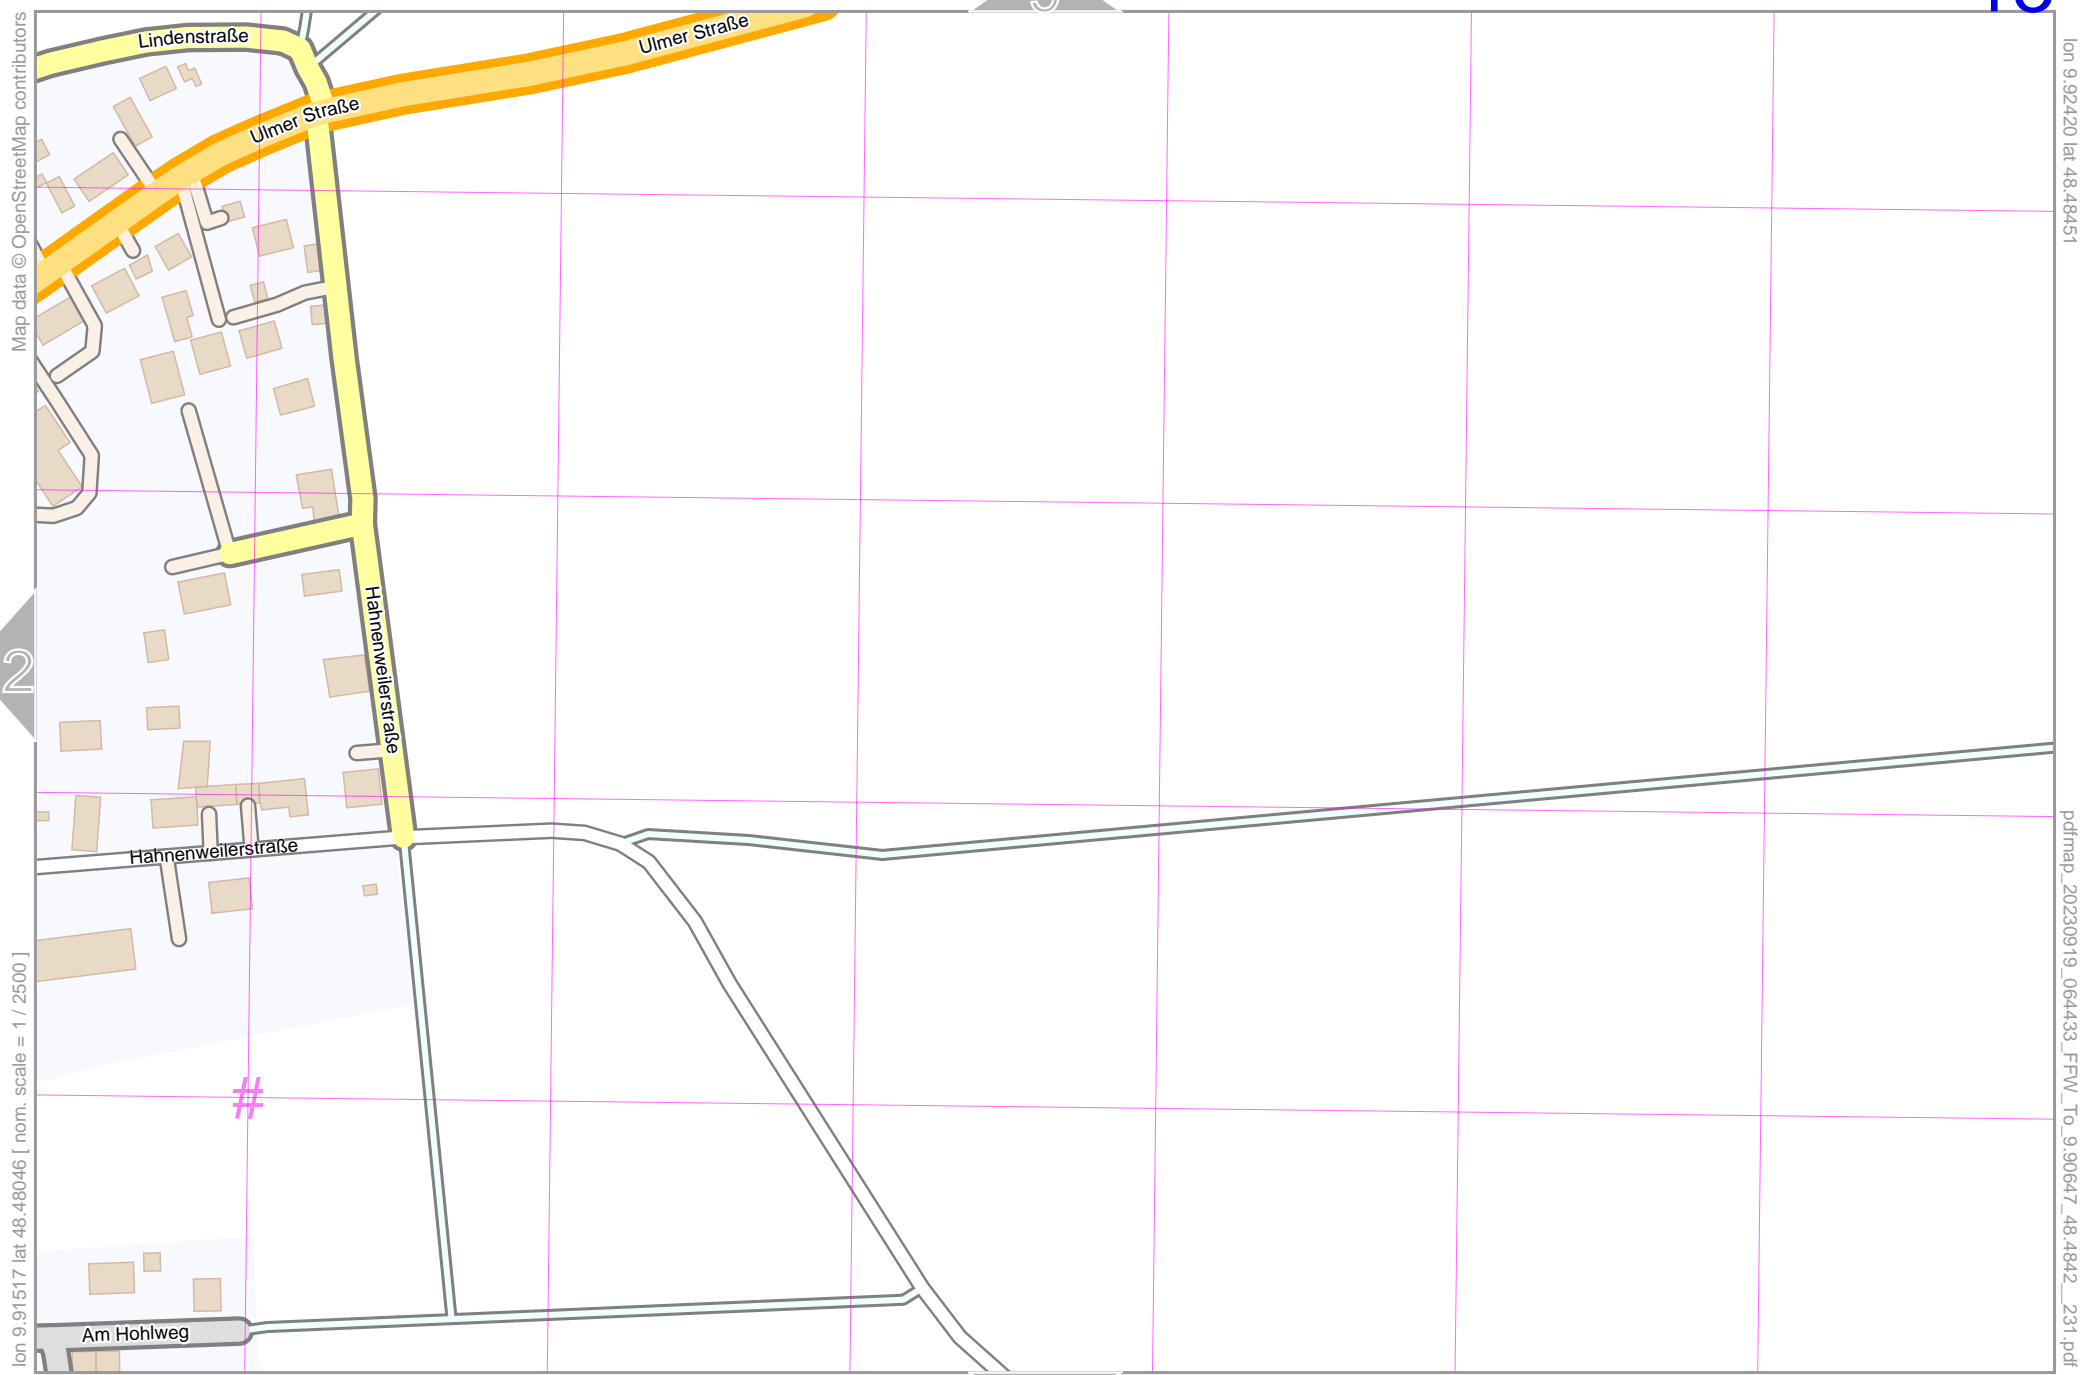 Lindenstraße
Ulmer Straße
Ulmer Straße
Hahnenweilerstraße
Hahnenweilerstraße
#
Am Hohlweg
2
Map data © OpenStreetMap contributors
lon 9.91517 lat 48.48046 [ nom. scale = 1 / 2500 ]
lon 9.92420 lat 48.48451
pdfmap_20230919_064433_FFW_To_9.90647_48.4842__231.pdf